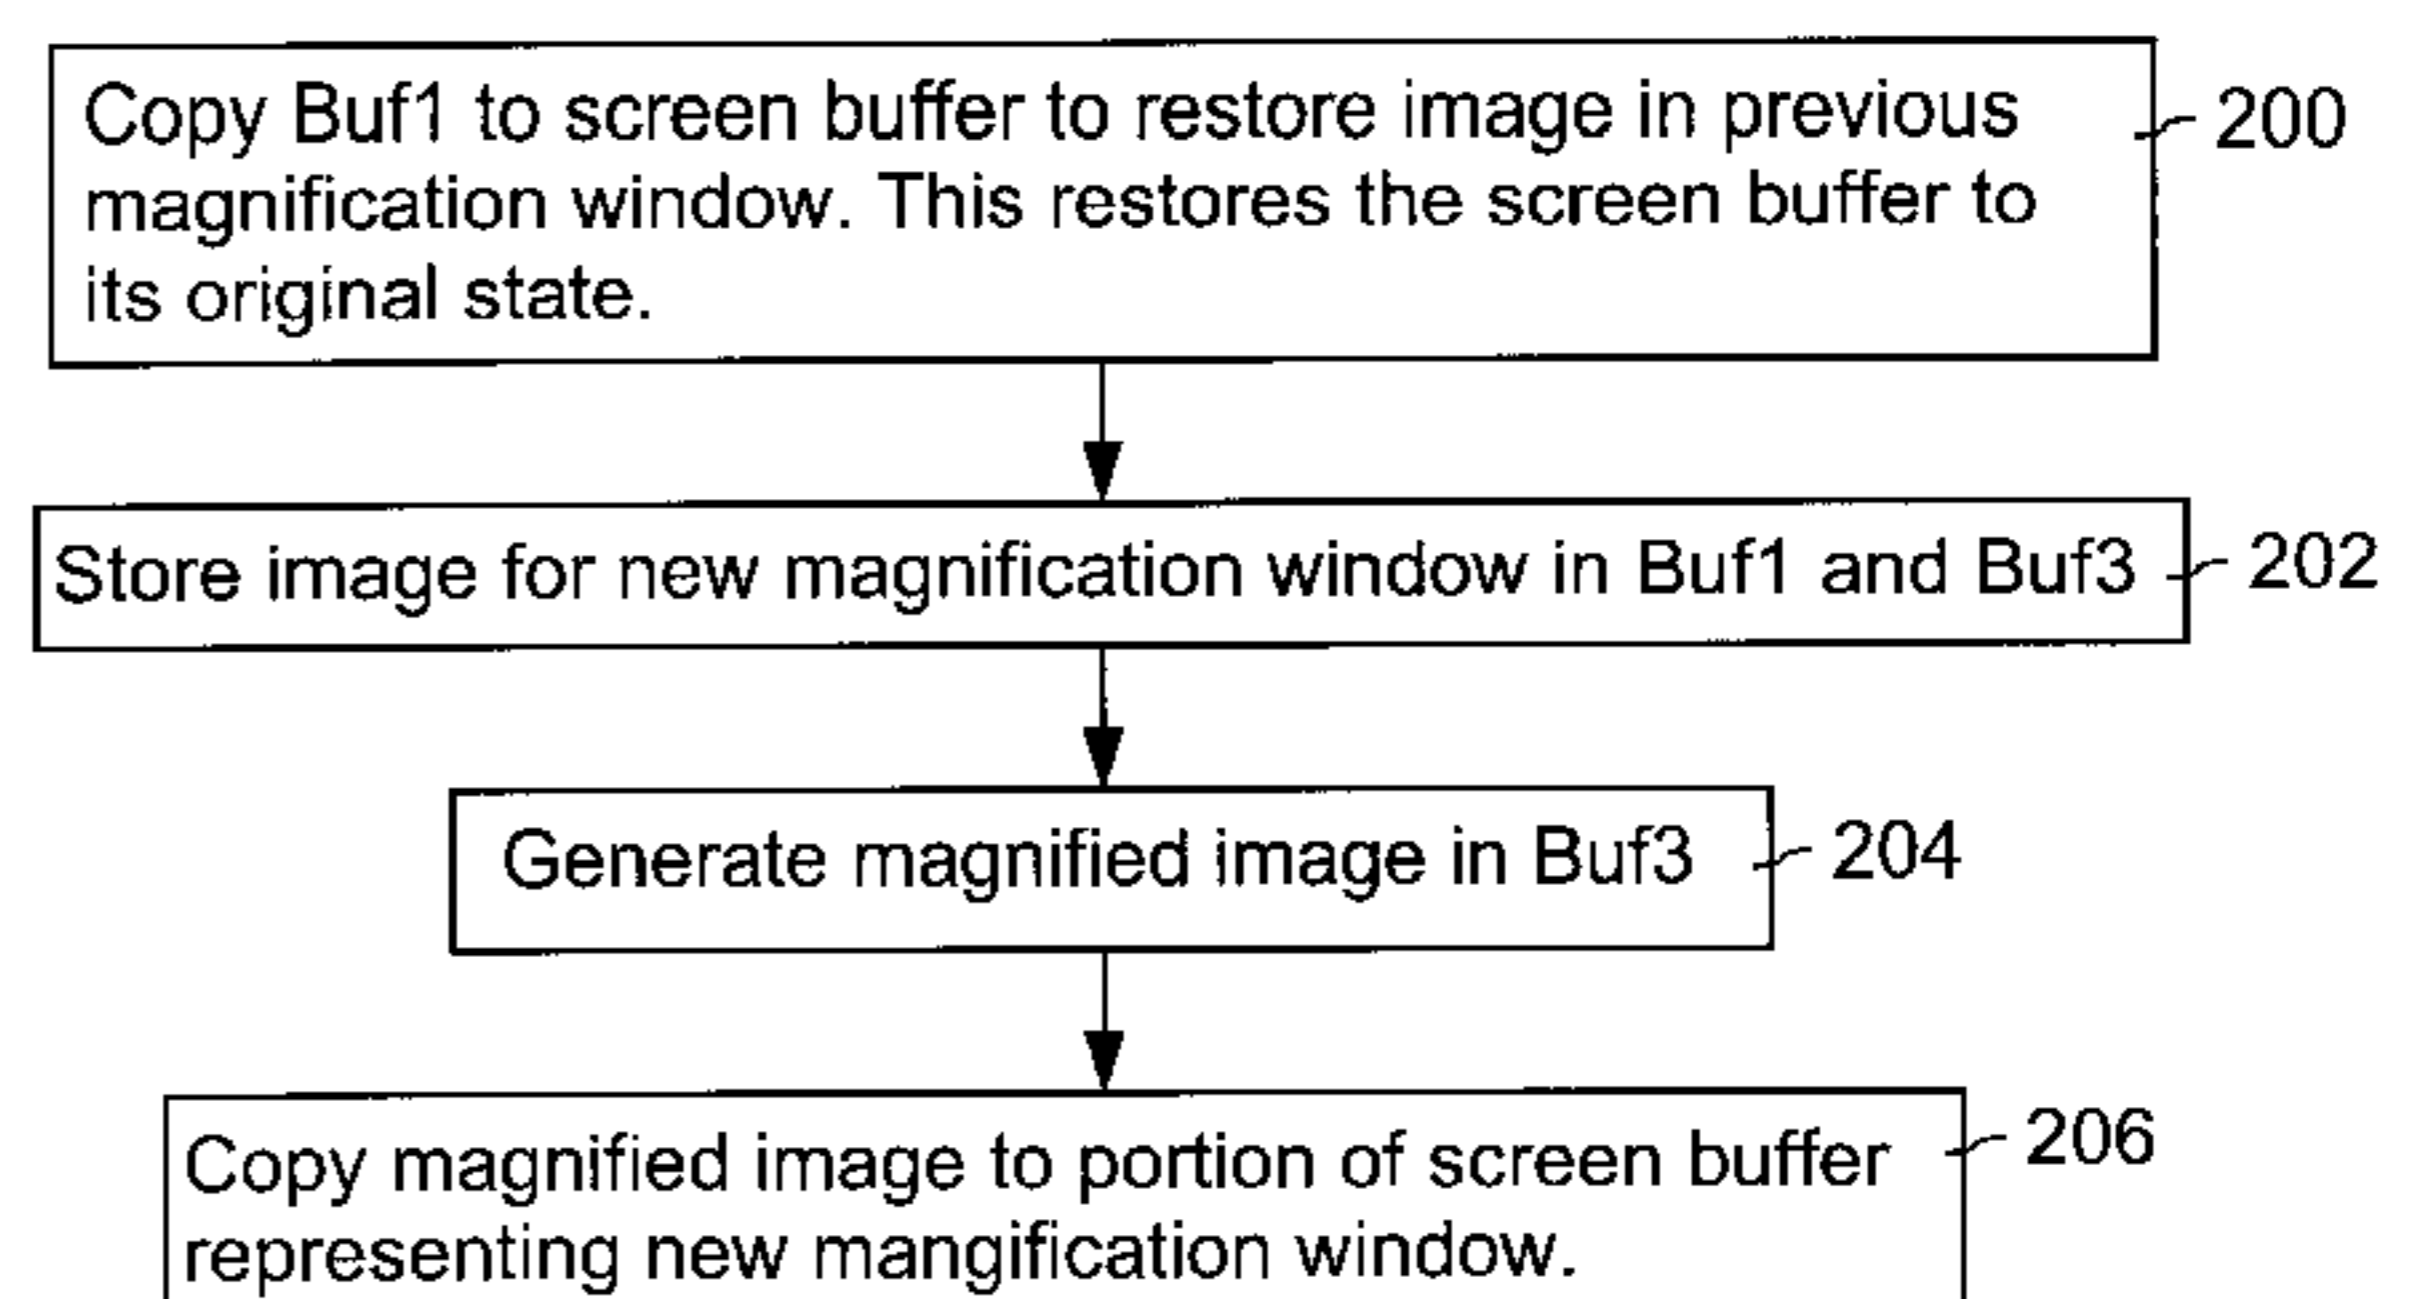 Copy Buf1 to screen buffer to restore image in previous
magnification window. This restores the screen buffer to
its original state.
200
Store image for new magnification window in Buf1 and Buf3
202
Generate magnified image in Buf3
204
Copy magnified image to portion of screen buffer
representing new mangification window.
206